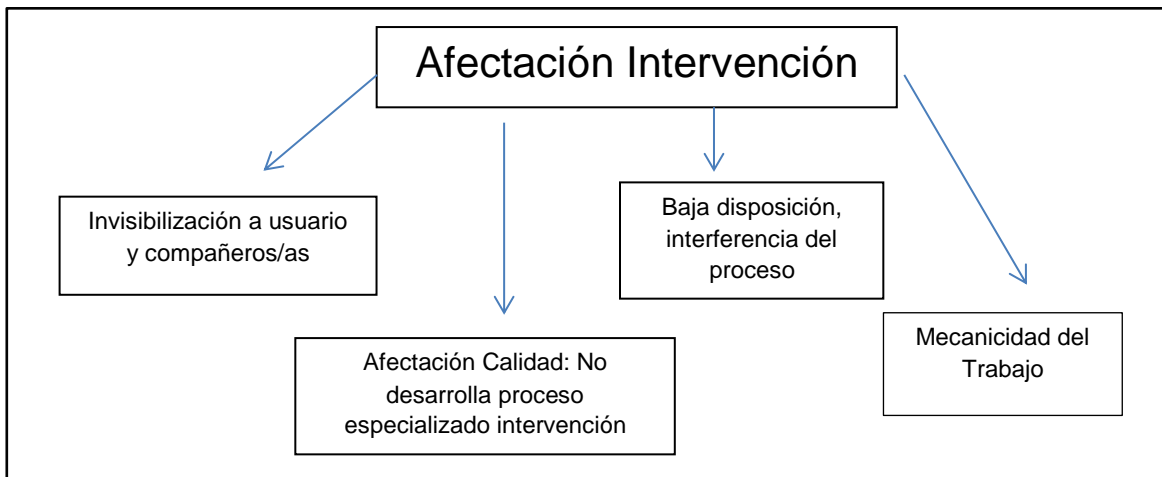 Afectación Intervención
Invisibilización a usuario
y compañeros/as
Afectación Calidad: No
desarrolla proceso
especializado intervención
Baja disposición,
interferencia del
proceso
Mecanicidad del
Trabajo